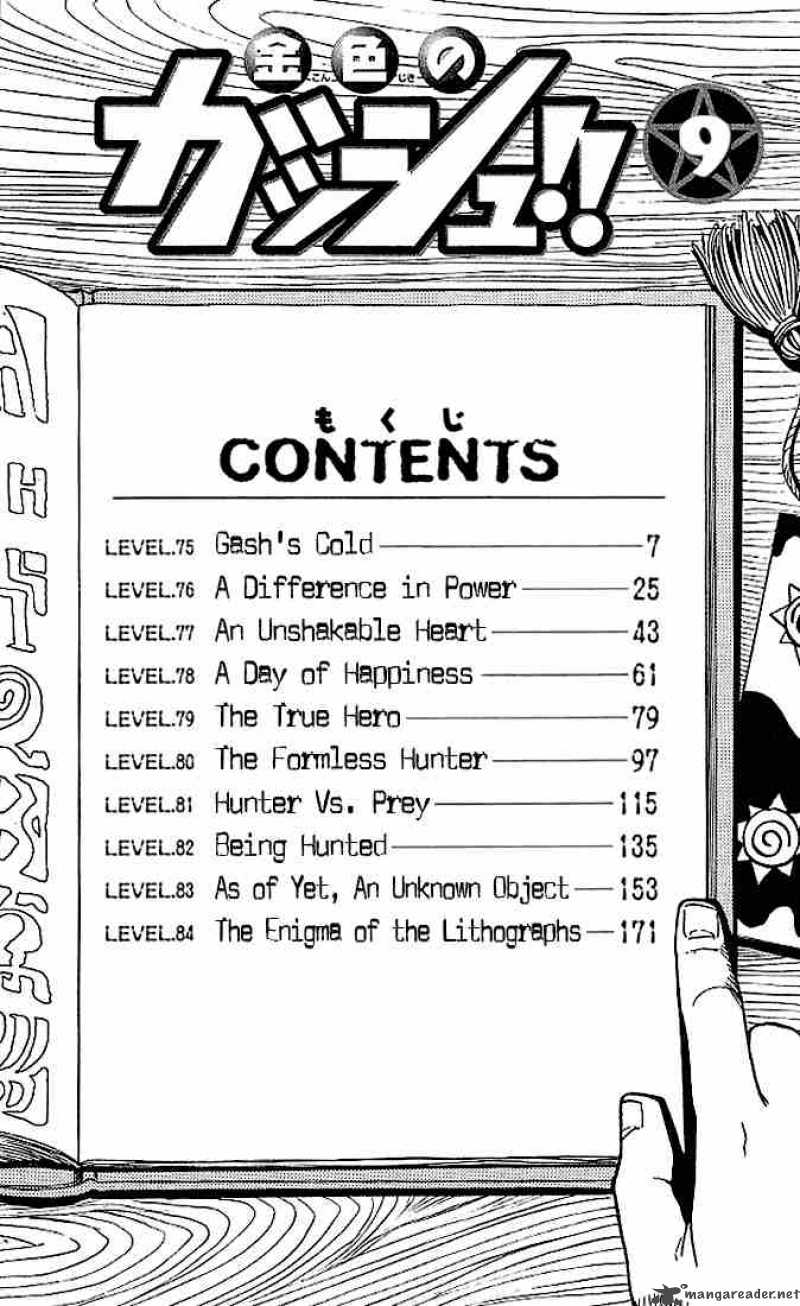 金色の
こんじき
ガッシュ!!
9
もくじ
CONTENTS
LEVEL.75 Gash's Cold 7
LEVEL.76 A Difference in Power 25
LEVEL.77 An Unshakable Heart 43
LEVEL.78 A Day of Happiness 61
LEVEL.79 The True Hero 79
LEVEL.80 The Formless Hunter 97
LEVEL.81 Hunter Vs. Prey 115
LEVEL.82 Being Hunted 135
LEVEL.83 As of Yet, An Unknown Object 153
LEVEL.84 The Enigma of the Lithographs 171
mangareader.net